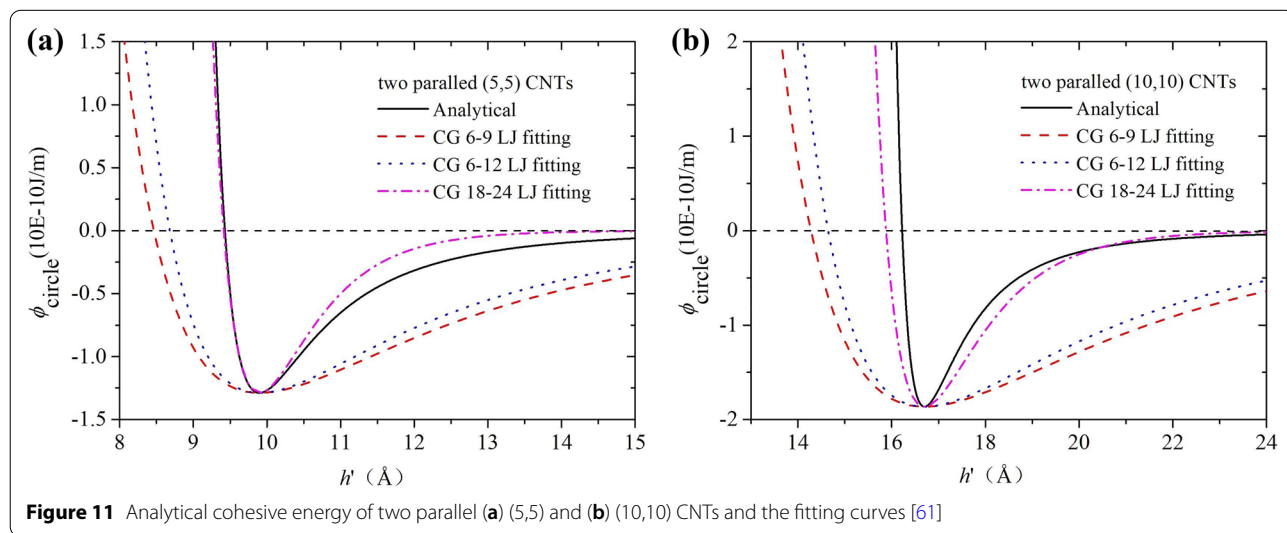 (a)
1.5
1.0
0.5
0.0
-0.5
-1.0
-1.5
ϕcircle(10E-10J/m)
two paralled (5,5) CNTs
Analytical
CG 6-9 LJ fitting
CG 6-12 LJ fitting
CG 18-24 LJ fitting
8 9 10 11 12 13 14 15
h' (Å)
(b)
2
1
0
-1
-2
ϕcircle(10E-10J/m)
two paralled (10,10) CNTs
Analytical
CG 6-9 LJ fitting
CG 6-12 LJ fitting
CG 18-24 LJ fitting
14 16 18 20 22 24
h' (Å)
Figure 11 Analytical cohesive energy of two parallel (a) (5,5) and (b) (10,10) CNTs and the fitting curves [61]